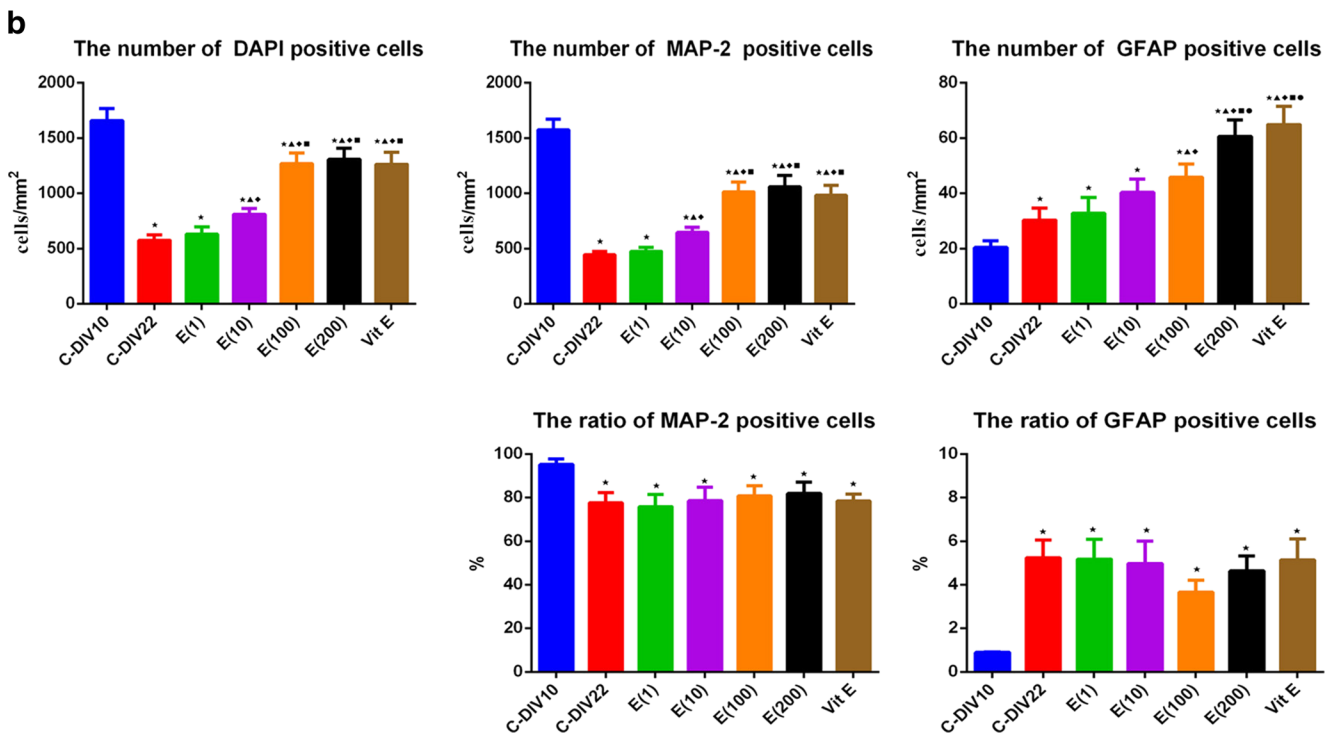 b
The number of DAPI positive cells
cells/mm2
2000
1500
1000
500
0
★
★
★▲◆
★▲◆■
★▲◆■
★▲◆■
C-DIV10
C-DIV22
E(1)
E(10)
E(100)
E(200)
Vit E
The number of MAP-2 positive cells
cells/mm2
2000
1500
1000
500
0
★
★
★▲◆
★▲◆■
★▲◆■
★▲◆■
C-DIV10
C-DIV22
E(1)
E(10)
E(100)
E(200)
Vit E
The number of GFAP positive cells
cells/mm2
80
60
40
20
0
★
★
★
★▲◆
★▲◆■●
★▲◆■●
C-DIV10
C-DIV22
E(1)
E(10)
E(100)
E(200)
Vit E
The ratio of MAP-2 positive cells
%
100
80
60
40
20
0
★
★
★
★
★
★
C-DIV10
C-DIV22
E(1)
E(10)
E(100)
E(200)
Vit E
The ratio of GFAP positive cells
%
10
8
6
4
2
0
★
★
★
★
★
★
C-DIV10
C-DIV22
E(1)
E(10)
E(100)
E(200)
Vit E